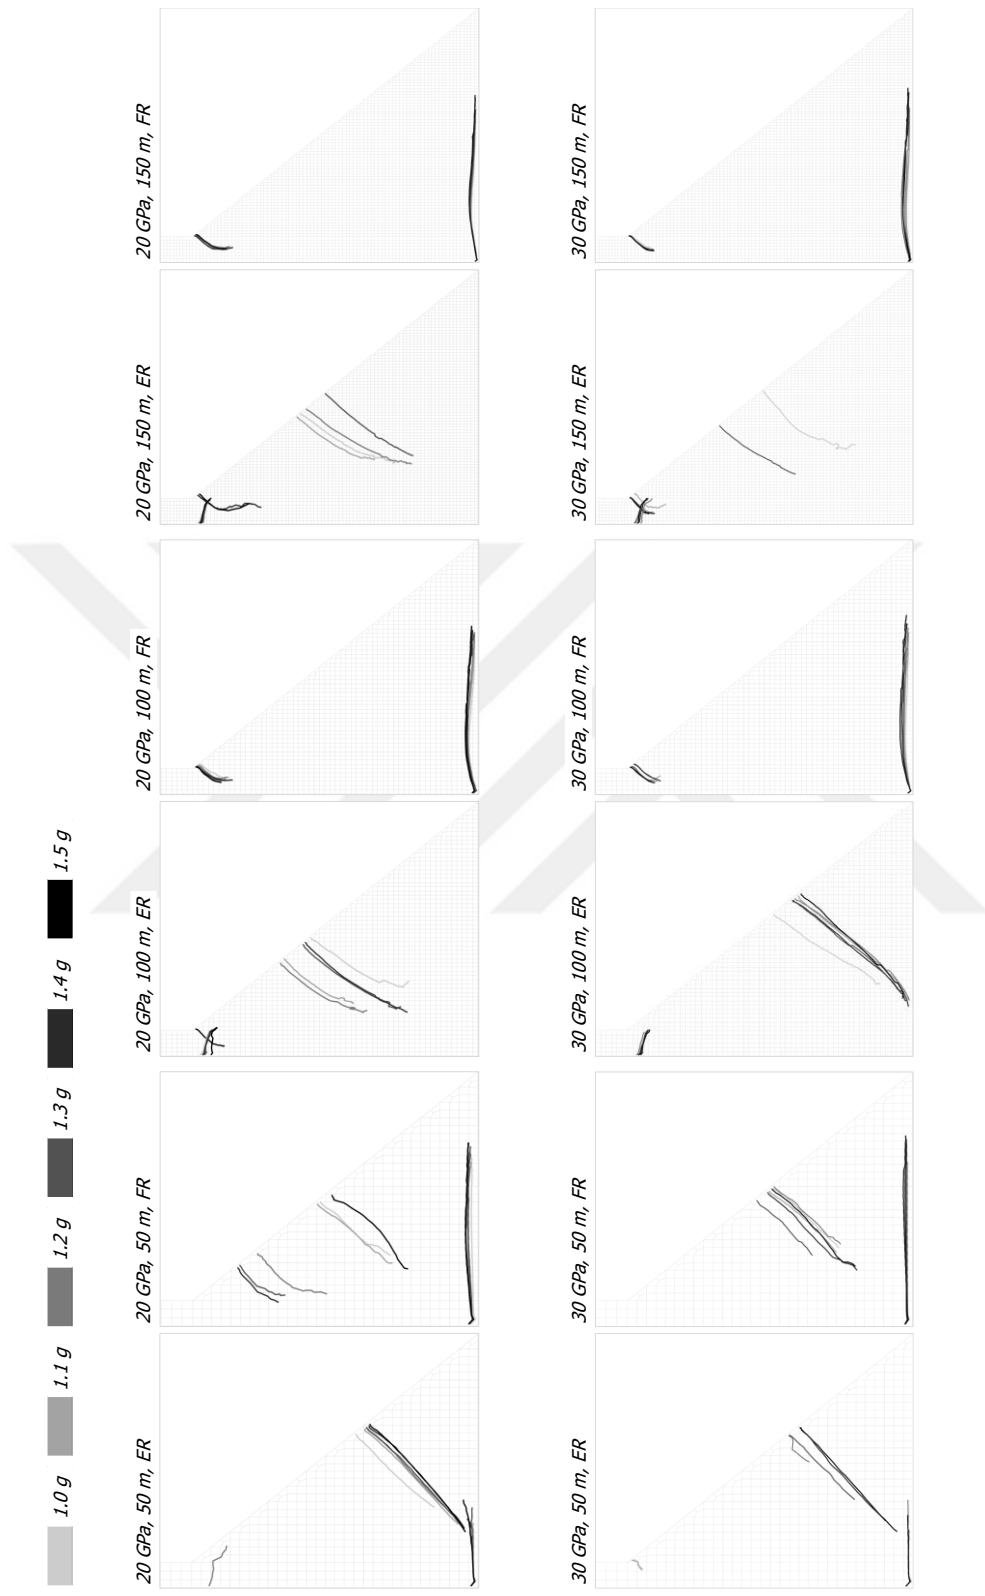 20 GPa, 150 m, FR
30 GPa, 150 m, FR
20 GPa, 150 m, ER
30 GPa, 150 m, ER
20 GPa, 100 m, FR
30 GPa, 100 m, FR
20 GPa, 100 m, ER
30 GPa, 100 m, ER
20 GPa, 50 m, FR
30 GPa, 50 m, FR
20 GPa, 50 m, ER
30 GPa, 50 m, ER
1.0 g
1.1 g
1.2 g
1.3 g
1.4 g
1.5 g